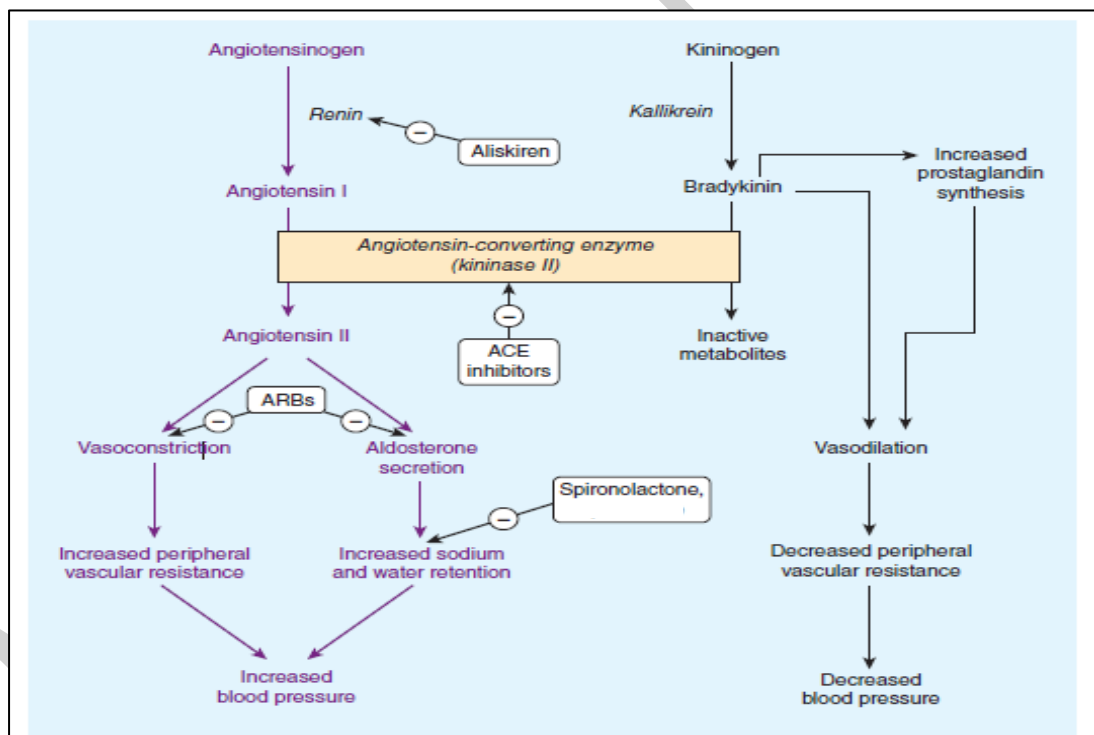 Angiotensinogen
Kininogen
Renin
−
Aliskiren
Kallikrein
Increased
prostaglandin
synthesis
Angiotensin I
Bradykinin
Angiotensin-converting enzyme
(kininase II)
−
ACE
inhibitors
Angiotensin II
Inactive
metabolites
ARBs
−
−
Vasoconstriction
Aldosterone
secretion
Vasodilation
Spironolactone,
−
Increased peripheral
vascular resistance
Increased sodium
and water retention
Decreased peripheral
vascular resistance
Increased
blood pressure
Decreased
blood pressure